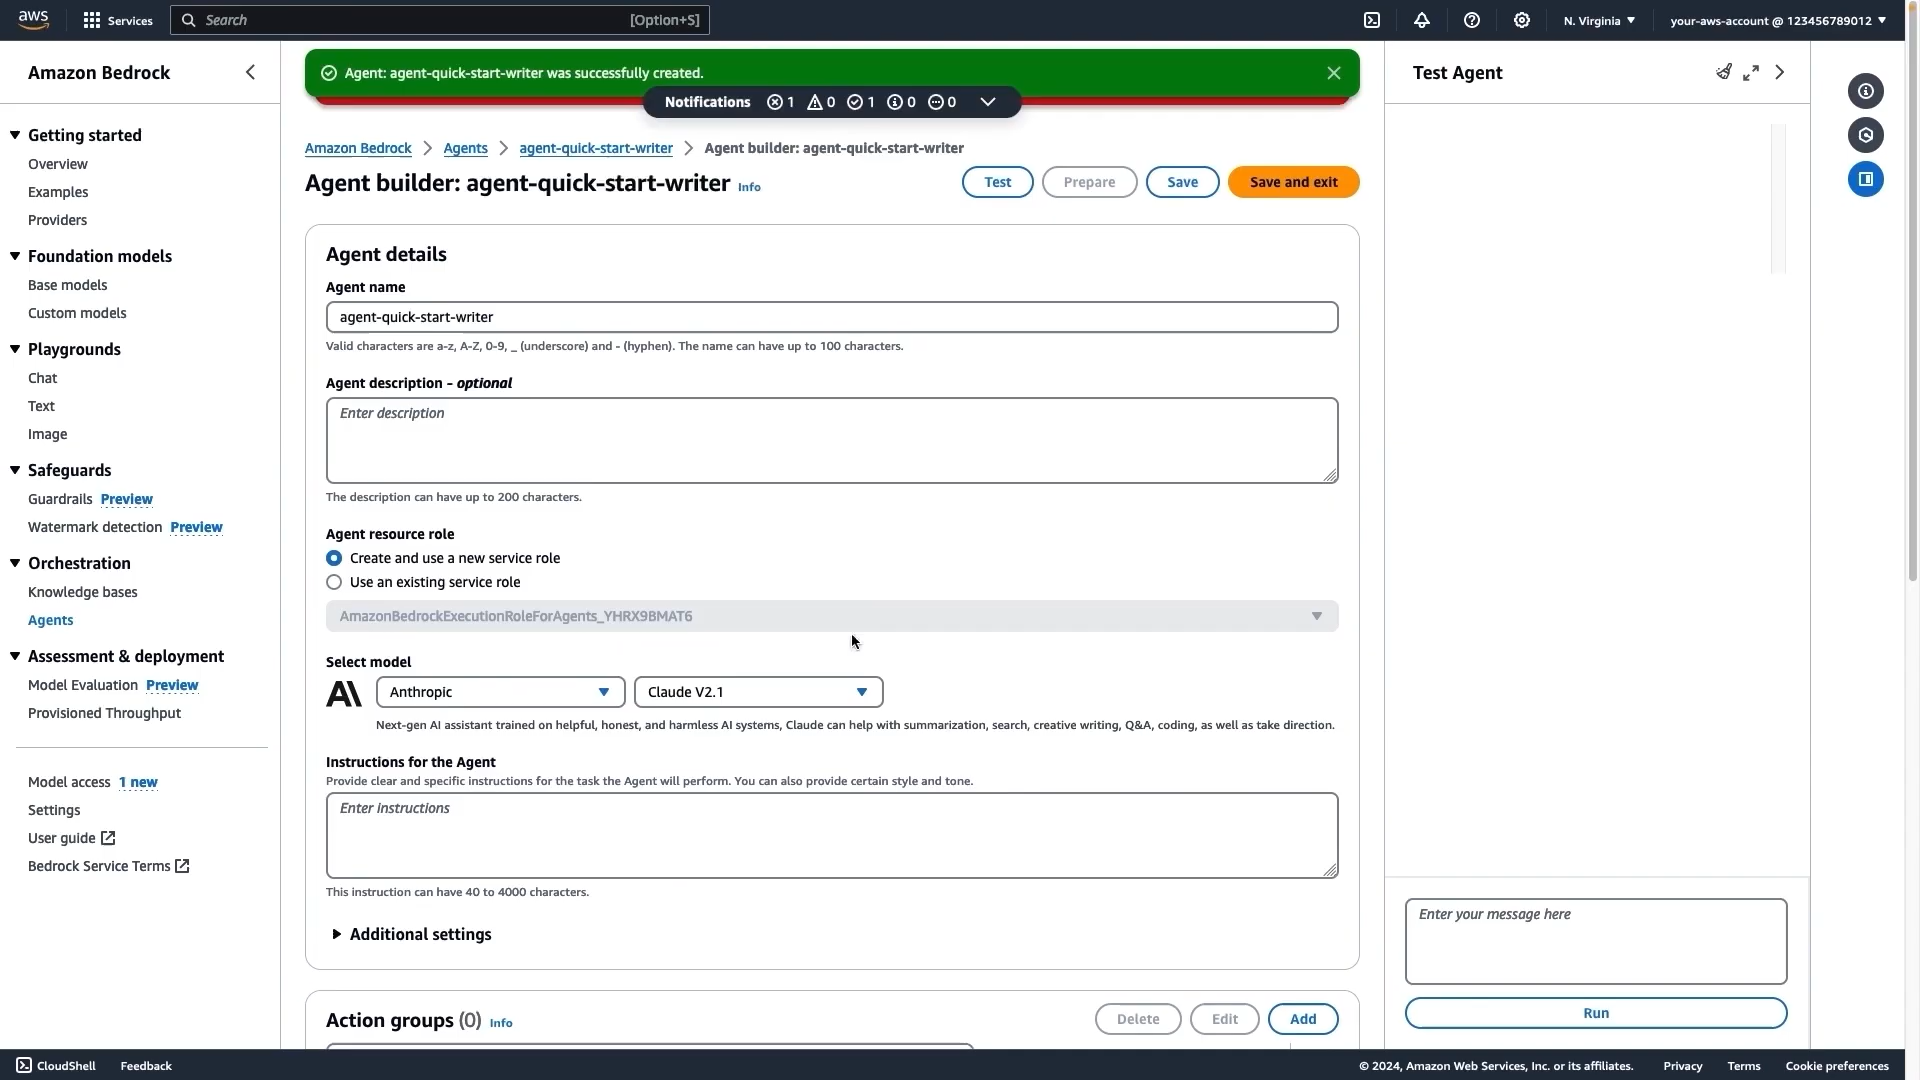 aws
Services
Search
[Option+S]
N. Virginia
your-aws-account @ 123456789012
Amazon Bedrock
Getting started
Overview
Examples
Providers
Foundation models
Base models
Custom models
Playgrounds
Chat
Text
Image
Safeguards
Guardrails Preview
Watermark detection Preview
Orchestration
Knowledge bases
Agents
Assessment & deployment
Model Evaluation Preview
Provisioned Throughput
Model access 1 new
Settings
User guide
Bedrock Service Terms
Agent: agent-quick-start-writer was successfully created.
Notifications 1 0 1 0 0
Amazon Bedrock > Agents > agent-quick-start-writer > Agent builder: agent-quick-start-writer
Agent builder: agent-quick-start-writer Info
Test
Prepare
Save
Save and exit
Agent details
Agent name
agent-quick-start-writer
Valid characters are a-z, A-Z, 0-9, _ (underscore) and - (hyphen). The name can have up to 100 characters.
Agent description - optional
Enter description
The description can have up to 200 characters.
Agent resource role
Create and use a new service role
Use an existing service role
AmazonBedrockExecutionRoleForAgents_YHRX9BMAT6
Select model
Anthropic
Claude V2.1
Next-gen AI assistant trained on helpful, honest, and harmless AI systems, Claude can help with summarization, search, creative writing, Q&A, coding, as well as take direction.
Instructions for the Agent
Provide clear and specific instructions for the task the Agent will perform. You can also provide certain style and tone.
Enter instructions
This instruction can have 40 to 4000 characters.
Additional settings
Action groups (0) Info
Delete
Edit
Add
Test Agent
Enter your message here
Run
CloudShell
Feedback
© 2024, Amazon Web Services, Inc. or its affiliates.
Privacy
Terms
Cookie preferences